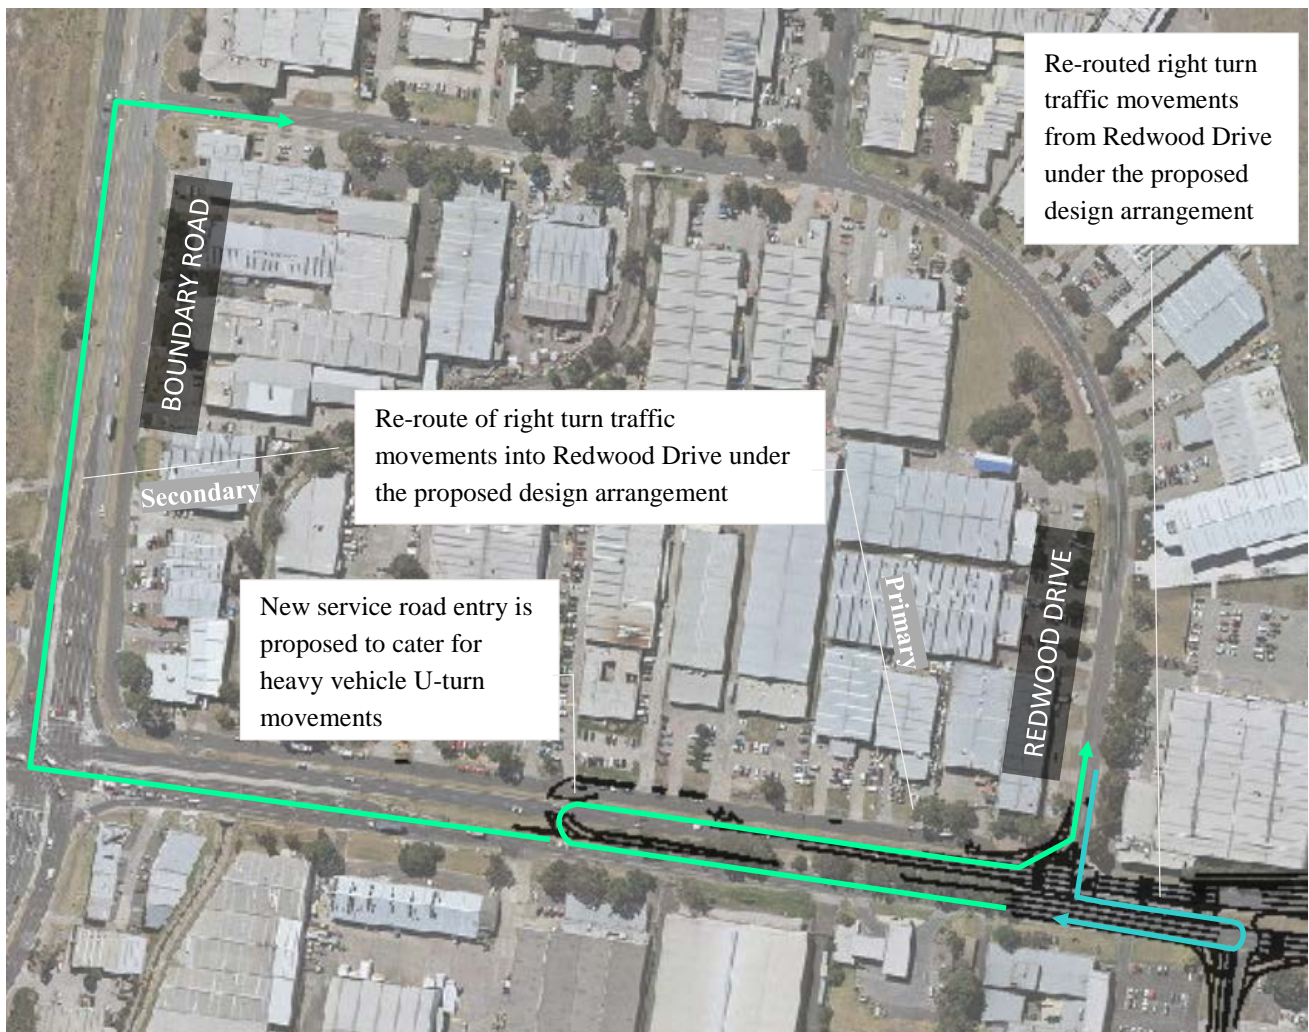 Re-routed right turn
traffic movements
from Redwood Drive
under the proposed
design arrangement
BOUNDARY ROAD
Re-route of right turn traffic
movements into Redwood Drive under
the proposed design arrangement
Secondary
Primary
REDWOOD DRIVE
New service road entry is
proposed to cater for
heavy vehicle U-turn
movements